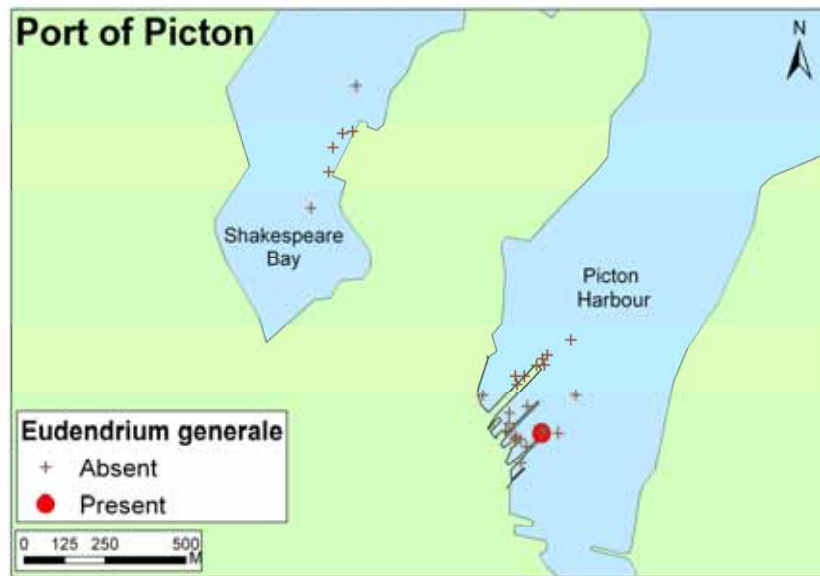 Port of Picton
N
Shakespeare
Bay
Picton
Harbour
Eudendrium generale
Absent
Present
0 125 250 500
M